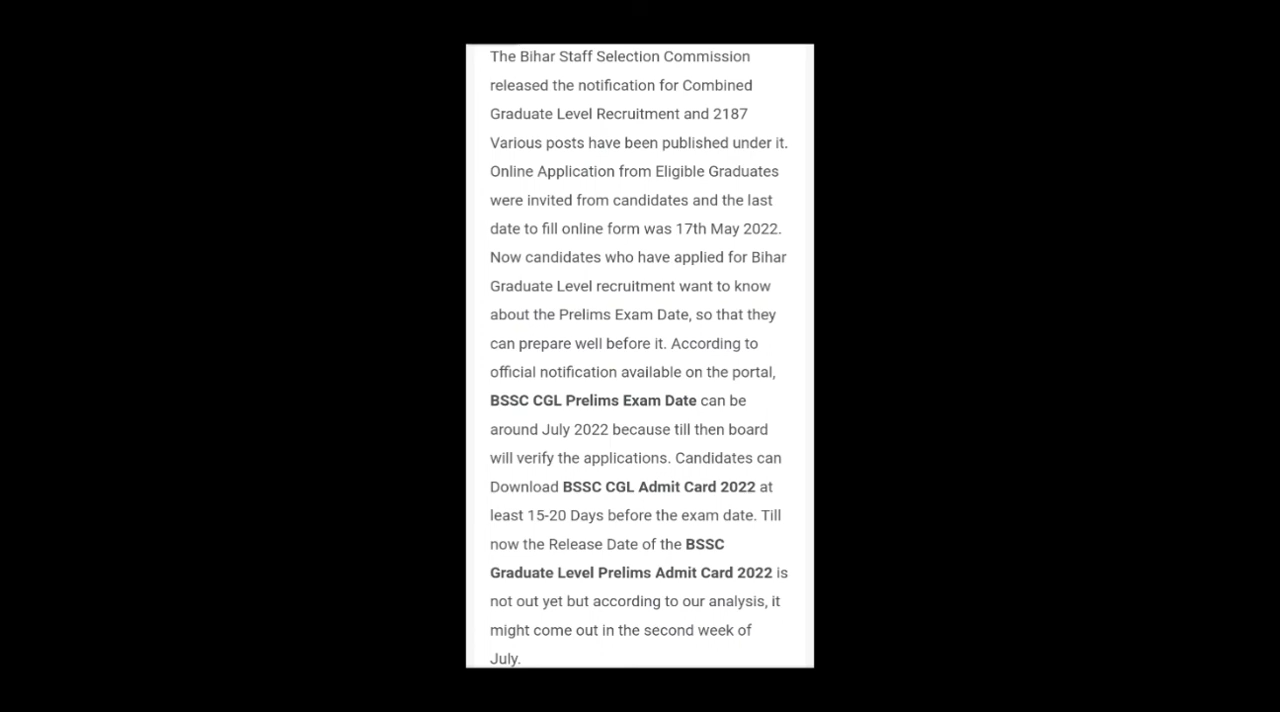 The Bihar Staff Selection Commission
released the notification for Combined
Graduate Level Recruitment and 2187
Various posts have been published under it.
Online Application from Eligible Graduates
were invited from candidates and the last
date to fill online form was 17th May 2022.
Now candidates who have applied for Bihar
Graduate Level recruitment want to know
about the Prelims Exam Date, so that they
can prepare well before it. According to
official notification available on the portal,
BSSC CGL Prelims Exam Date can be
around July 2022 because till then board
will verify the applications. Candidates can
Download BSSC CGL Admit Card 2022 at
least 15-20 Days before the exam date. Till
now the Release Date of the BSSC
Graduate Level Prelims Admit Card 2022 is
not out yet but according to our analysis, it
might come out in the second week of
July.